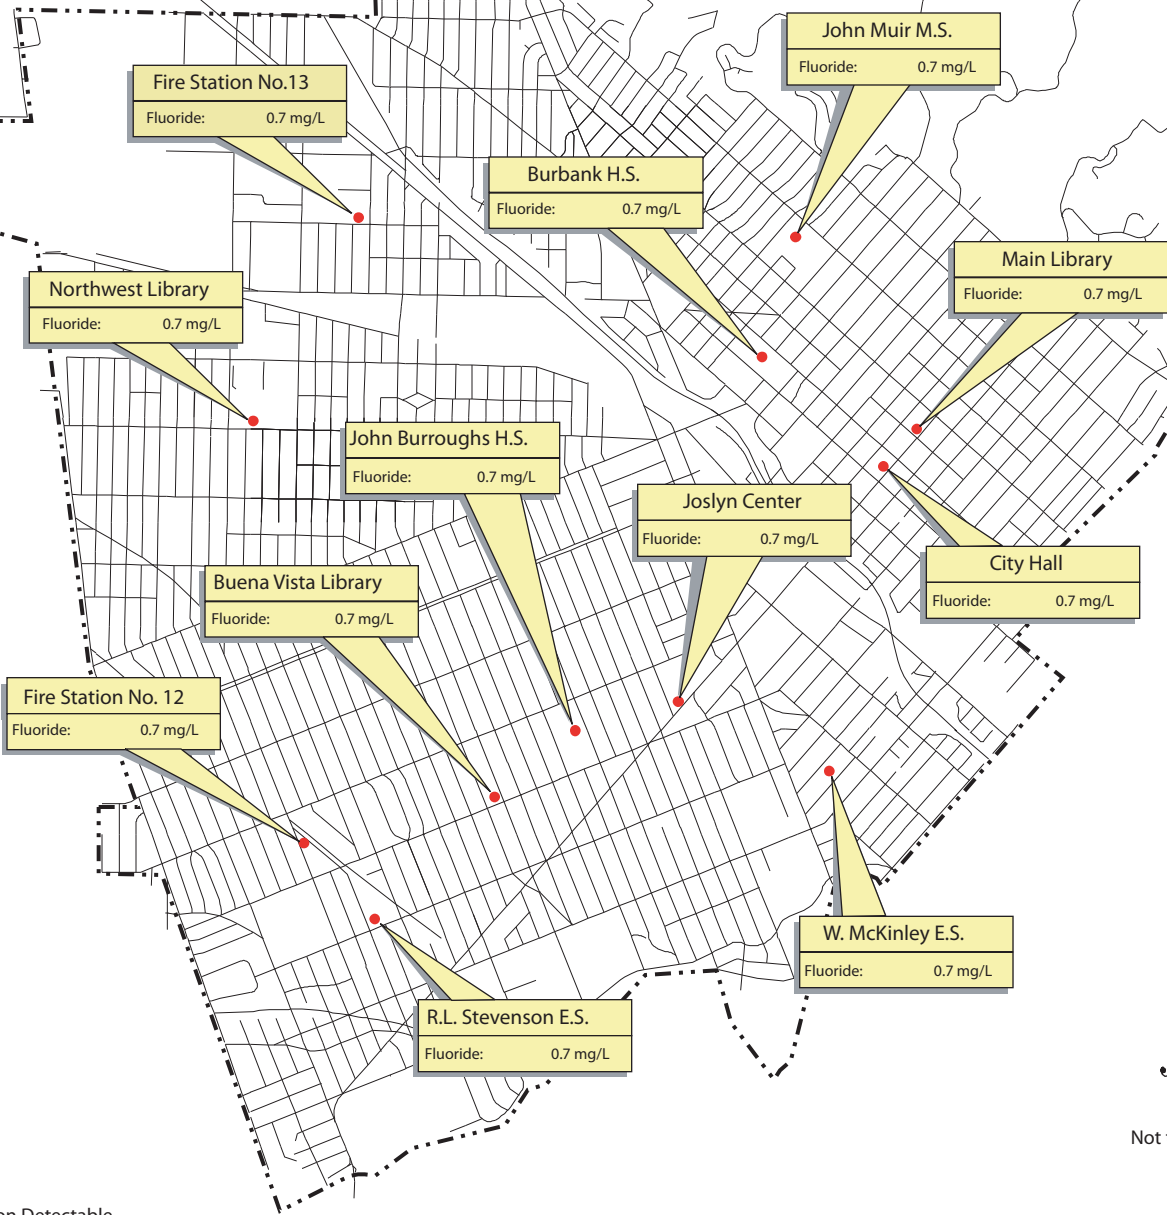 John Muir M.S.
Fluoride: 0.7 mg/L
Fire Station No.13
Fluoride: 0.7 mg/L
Burbank H.S.
Fluoride: 0.7 mg/L
Main Library
Fluoride: 0.7 mg/L
Northwest Library
Fluoride: 0.7 mg/L
John Burroughs H.S.
Fluoride: 0.7 mg/L
Joslyn Center
Fluoride: 0.7 mg/L
City Hall
Fluoride: 0.7 mg/L
Buena Vista Library
Fluoride: 0.7 mg/L
Fire Station No. 12
Fluoride: 0.7 mg/L
W. McKinley E.S.
Fluoride: 0.7 mg/L
R.L. Stevenson E.S.
Fluoride: 0.7 mg/L
Not
Detectable